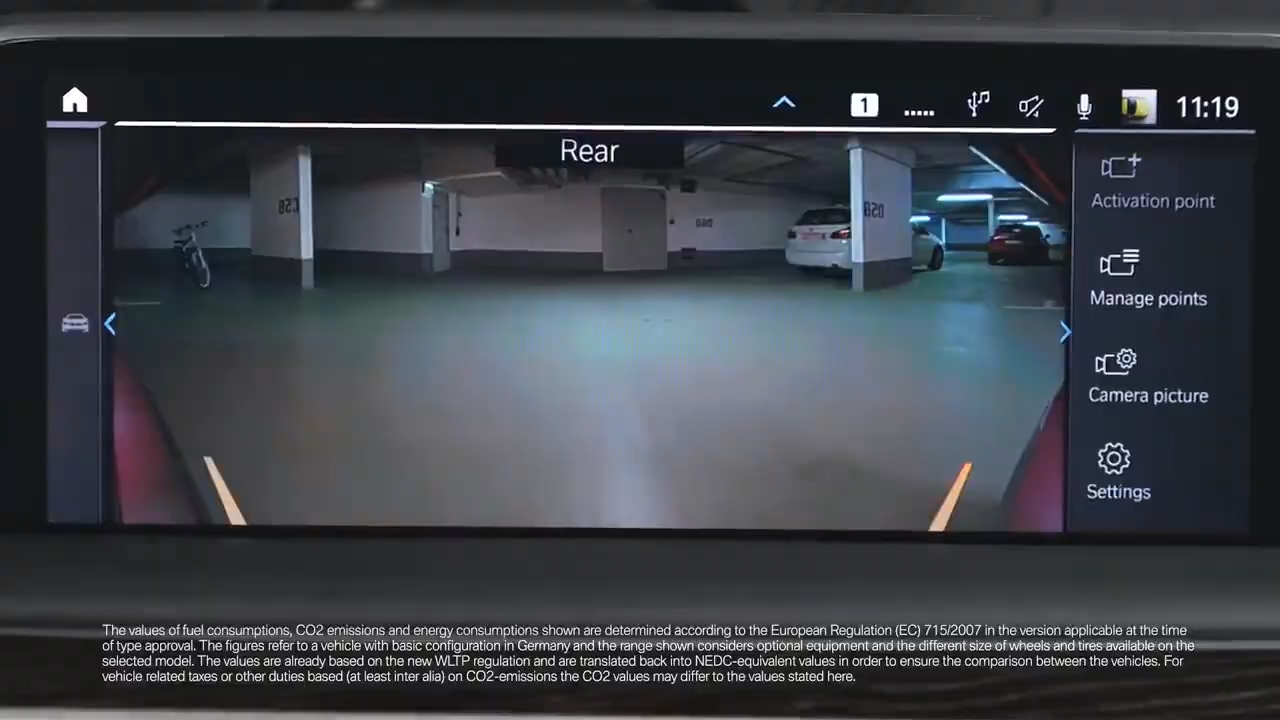 1
11:19
Rear
Activation point
Manage points
Camera picture
Settings
The values of fuel consumptions, CO2 emissions and energy consumptions shown are determined according to the European Regulation (EC) 715/2007 in the version applicable at the time
of type approval. The figures refer to a vehicle with basic configuration in Germany and the range shown considers optional equipment and the different size of wheels and tires available on the
selected model. The values are already based on the new WLTP regulation and are translated back into NEDC-equivalent values in order to ensure the comparison between the vehicles. For
vehicle related taxes or other duties based (at least inter alia) on CO2-emissions the CO2 values may differ to the values stated here.